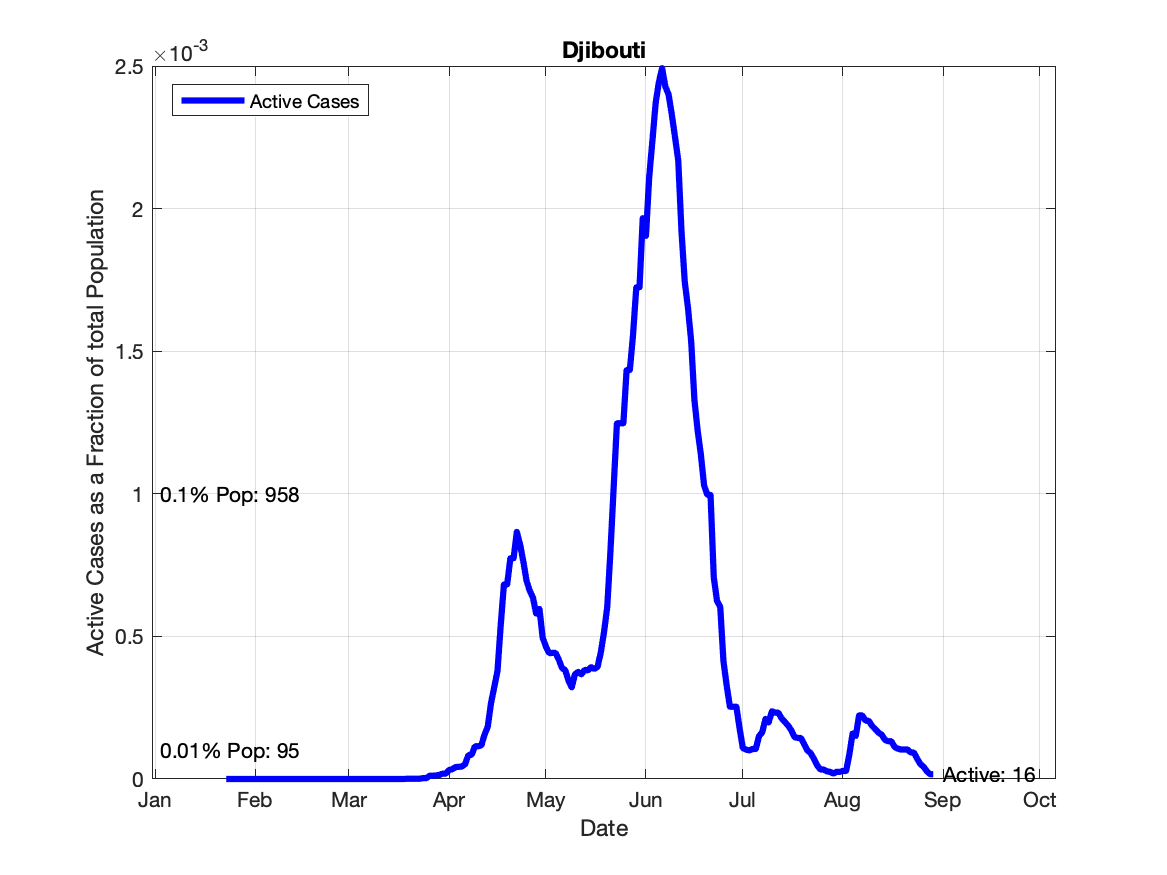 Djibouti
×10-3
Active Cases
2.5
2
1.5
1
0.5
0
Active Cases as a Fraction of total Population
0.1% Pop: 958
0.01% Pop: 95
Active: 16
Jan Feb Mar Apr May Jun Jul Aug Sep Oct
Date